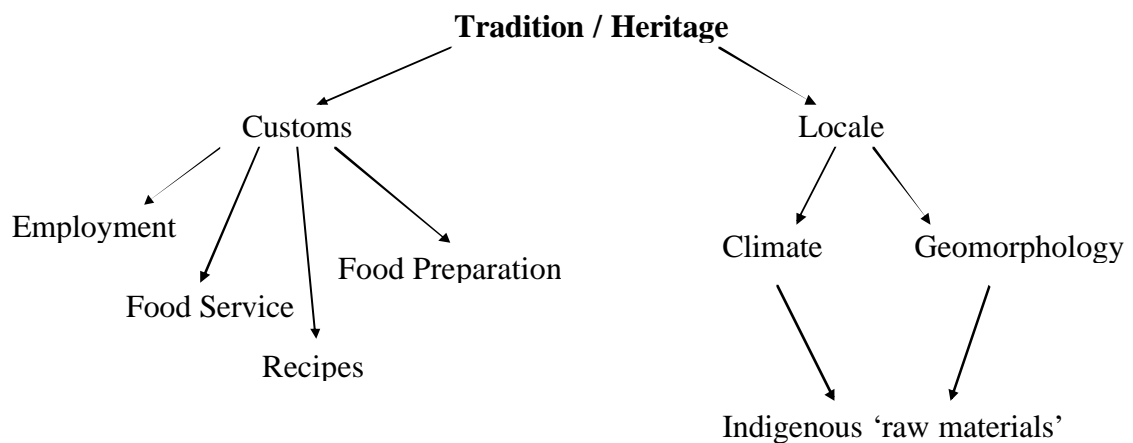 Tradition / Heritage
Customs
Locale
Employment
Food Service
Recipes
Food Preparation
Climate
Geomorphology
Indigenous ‘raw materials’